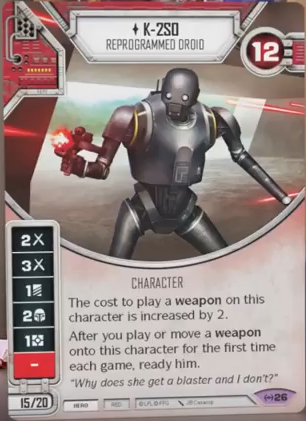 K-2SO
REPROGRAMMED DROID
12
2
3
1
2
1
-
15/20
CHARACTER
The cost to play a weapon on this
character is increased by 2.
After you play or move a weapon
onto this character for the first time
each game, ready him.
"Why does she get a blaster and I don't?"
HERO
RED
©LFL ©FFG
26